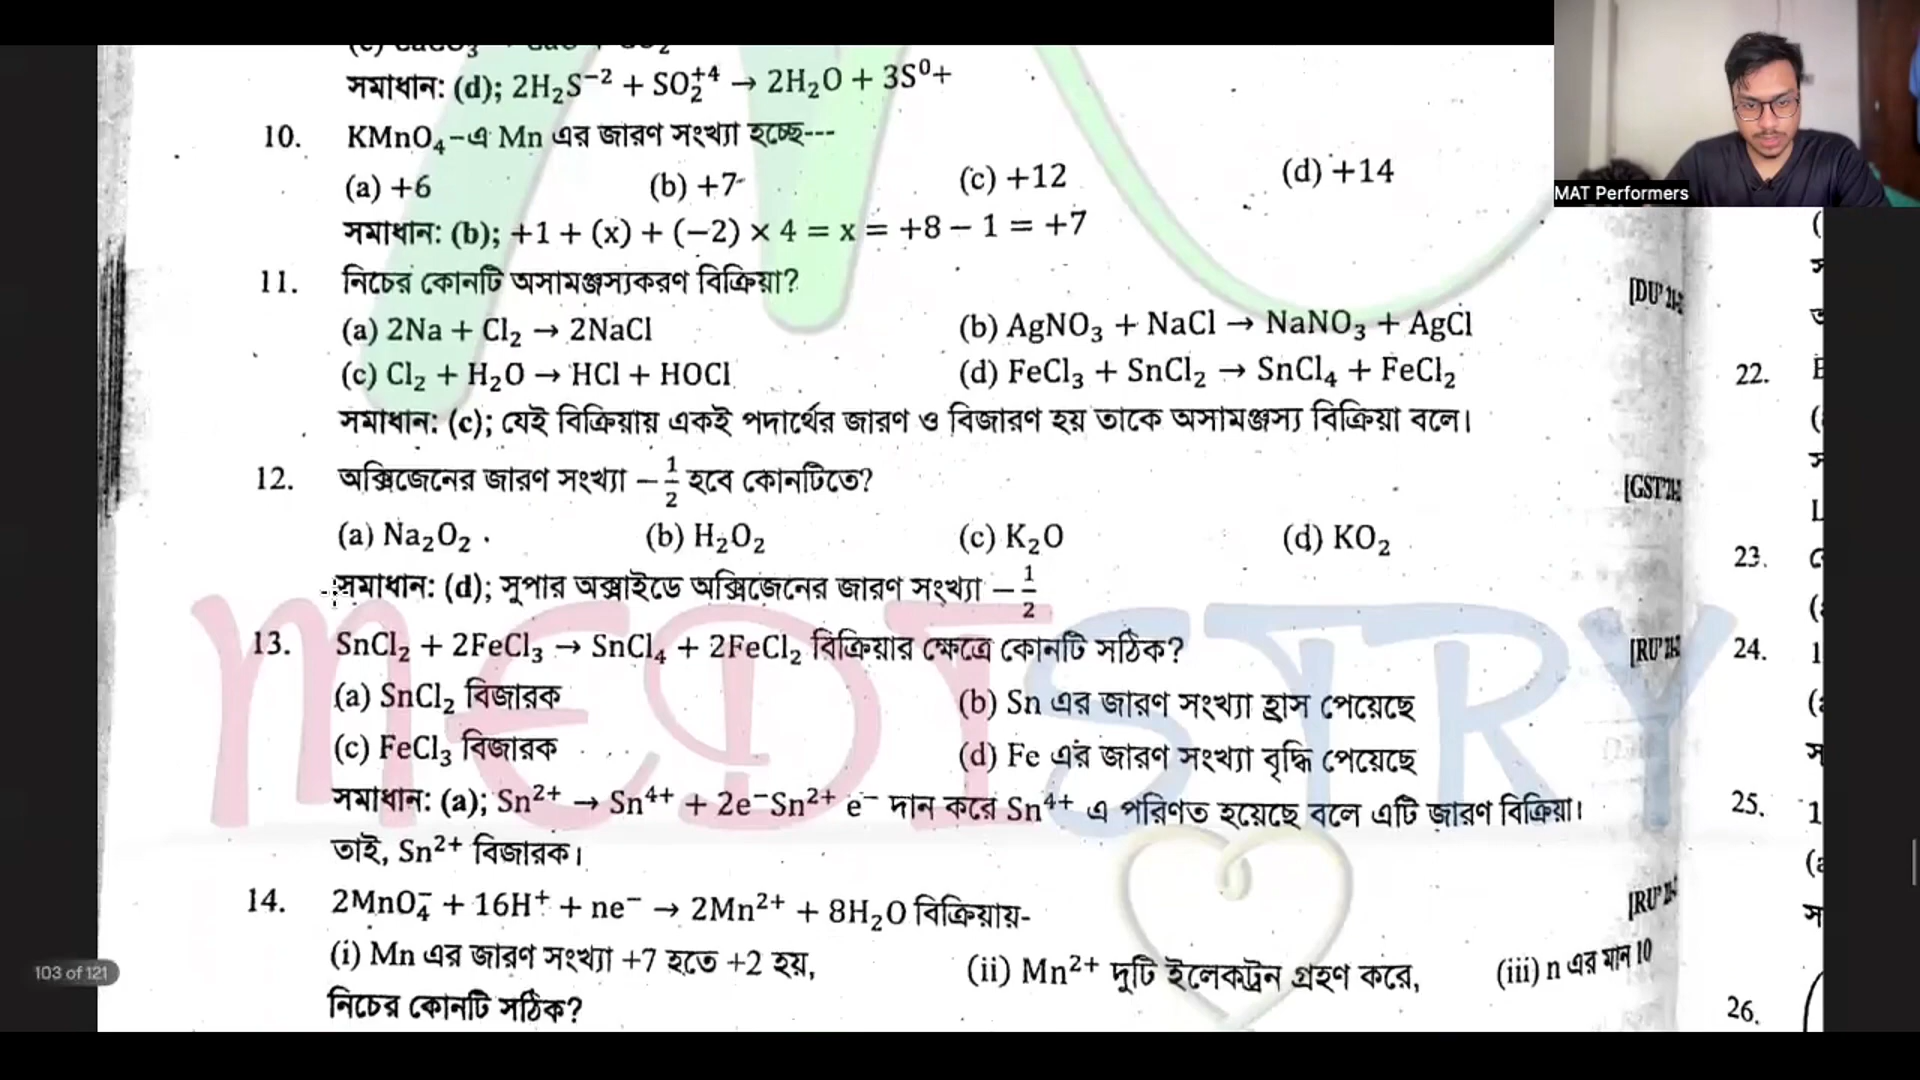 সমাধান: (d); 2H₂S⁻² + SO₂⁺⁴ → 2H₂O + 3S⁰+
10. KMnO₄-এ Mn এর জারণ সংখ্যা হচ্ছে---
(a) +6 (b) +7 (c) +12 (d) +14
সমাধান: (b); +1 + (x) + (−2) × 4 = x = +8 − 1 = +7
11. নিচের কোনটি অসামঞ্জস্যকরণ বিক্রিয়া?
[DU'
(a) 2Na + Cl₂ → 2NaCl (b) AgNO₃ + NaCl → NaNO₃ + AgCl
(c) Cl₂ + H₂O → HCl + HOCl (d) FeCl₃ + SnCl₂ → SnCl₄ + FeCl₂
সমাধান: (c); যেই বিক্রিয়ায় একই পদার্থের জারণ ও বিজারণ হয় তাকে অসামঞ্জস্য বিক্রিয়া বলে।
12. অক্সিজেনের জারণ সংখ্যা −1/2 হবে কোনটিতে?
[GST'
(a) Na₂O₂ (b) H₂O₂ (c) K₂O (d) KO₂
সমাধান: (d); সুপার অক্সাইডে অক্সিজেনের জারণ সংখ্যা −1/2
13. SnCl₂ + 2FeCl₃ → SnCl₄ + 2FeCl₂ বিক্রিয়ার ক্ষেত্রে কোনটি সঠিক?
[RU'
(a) SnCl₂ বিজারক (b) Sn এর জারণ সংখ্যা হ্রাস পেয়েছে
(c) FeCl₃ বিজারক (d) Fe এর জারণ সংখ্যা বৃদ্ধি পেয়েছে
সমাধান: (a); Sn²⁺ → Sn⁴⁺ + 2e⁻Sn²⁺ e⁻ দান করে Sn⁴⁺ এ পরিণত হয়েছে বলে এটি জারণ বিক্রিয়া।
তাই, Sn²⁺ বিজারক।
14. 2MnO₄⁻ + 16H⁺ + ne⁻ → 2Mn²⁺ + 8H₂O বিক্রিয়ায়-
[RU'
(i) Mn এর জারণ সংখ্যা +7 হতে +2 হয়, (ii) Mn²⁺ দুটি ইলেকট্রন গ্রহণ করে, (iii) n এর মান 10
নিচের কোনটি সঠিক?
22.
23.
24.
25.
26.
MEDISTRY
MAT Performers
103 of 121